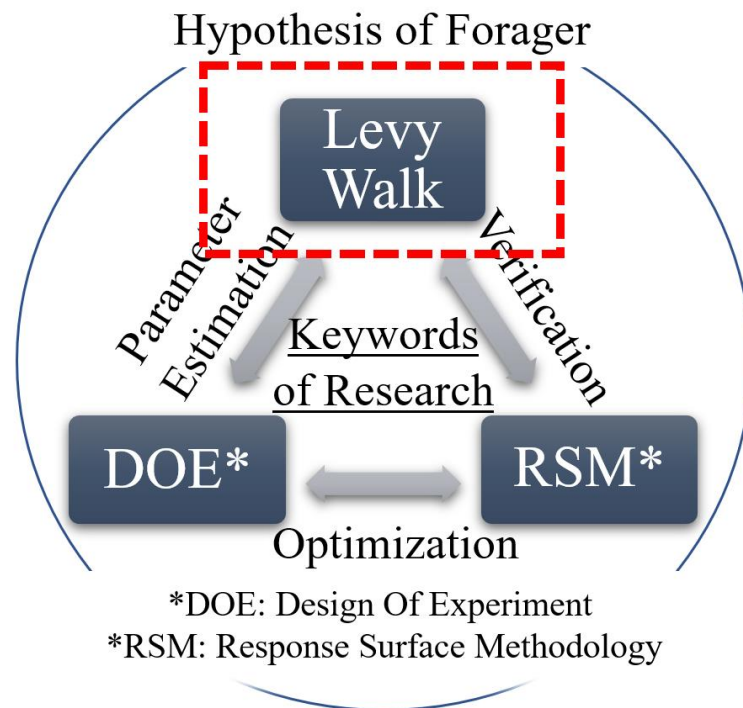 Hypothesis of Forager
Levy
Walk
Parameter
Estimation
Verification
Keywords
of Research
DOE*
RSM*
Optimization
*DOE: Design Of Experiment
*RSM: Response Surface Methodology